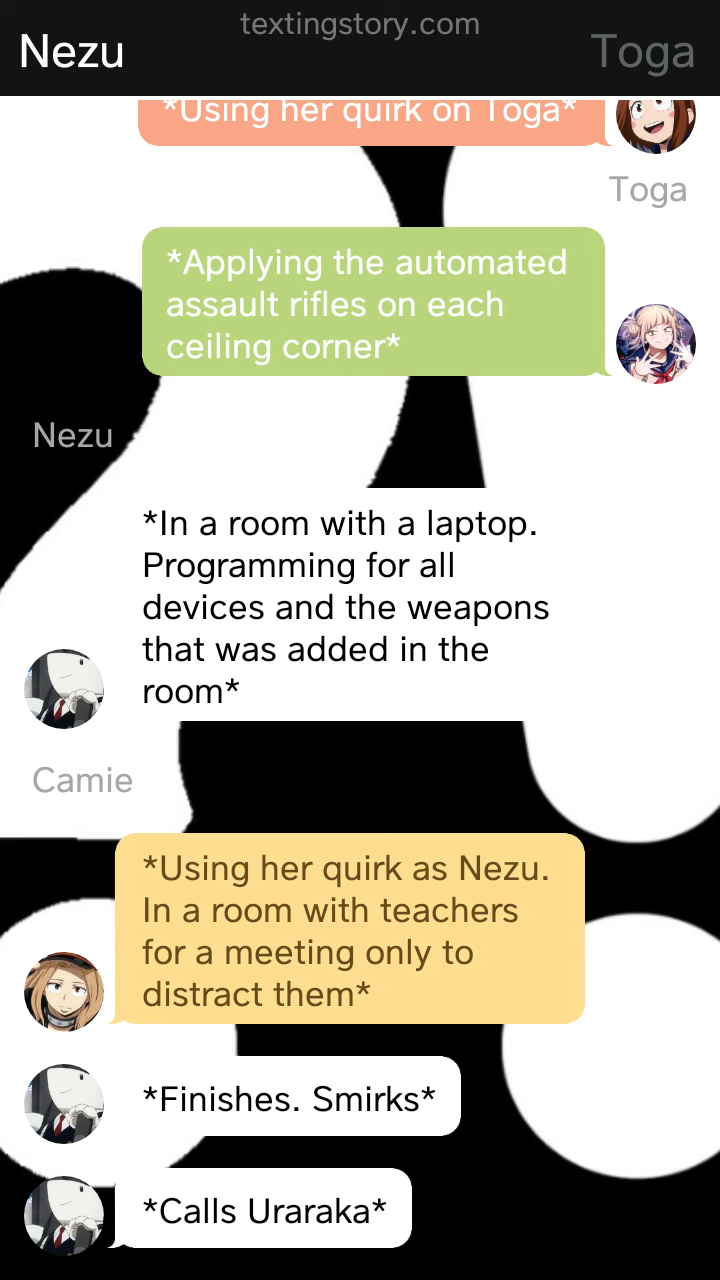 textingstory.com
Nezu
Toga
*Using her quirk on Toga*
Toga
*Applying the automated
assault rifles on each
ceiling corner*
Nezu
*In a room with a laptop.
Programming for all
devices and the weapons
that was added in the
room*
Camie
*Using her quirk as Nezu.
In a room with teachers
for a meeting only to
distract them*
*Finishes. Smirks*
*Calls Uraraka*